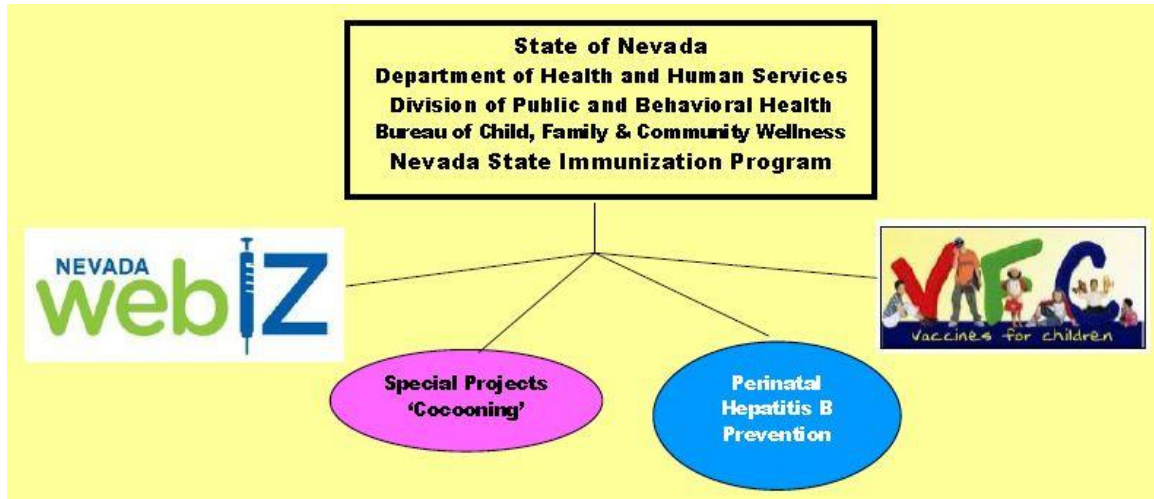 State of Nevada
Department of Health and Human Services
Division of Public and Behavioral Health
Bureau of Child, Family & Community Wellness
Nevada State Immunization Program
NEVADA
webIZ
VFC
vaccines for children
Special Projects
‘Cocooning’
Perinatal
Hepatitis B
Prevention